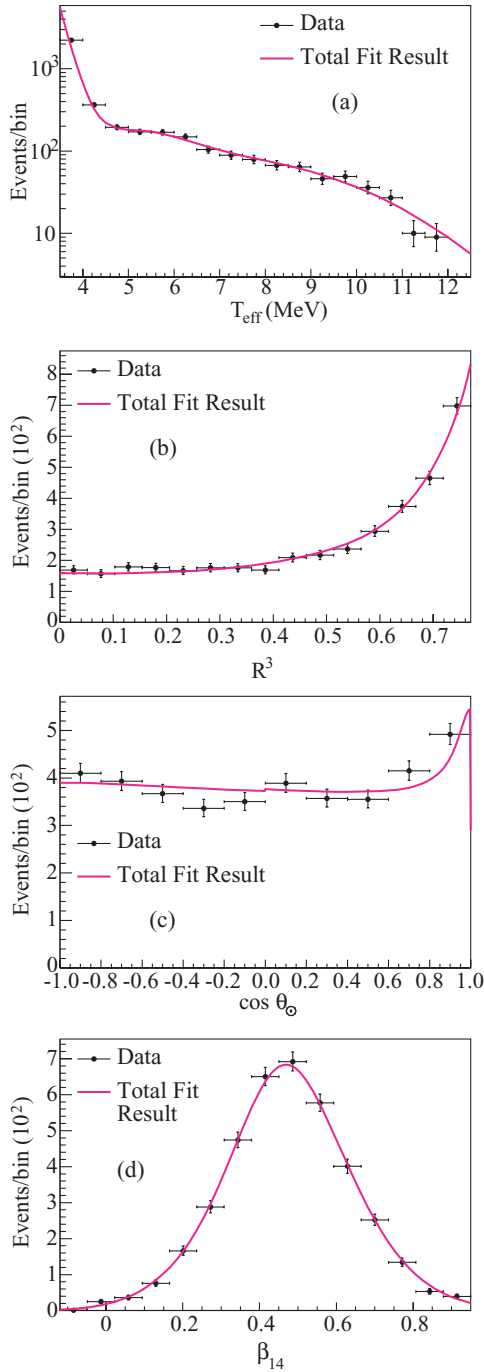 Data
Total Fit Result
(a)
Events/bin
10³
10²
10
4 5 6 7 8 9 10 11 12
T_eff (MeV)
Data
Total Fit Result
(b)
Events/bin (10²)
8
7
6
5
4
3
2
1
0
0 0.1 0.2 0.3 0.4 0.5 0.6 0.7
R³
5
4
3
2
1
0
Events/bin (10²)
Data
Total Fit Result
(c)
-1.0 -0.8 -0.6 -0.4 -0.2 0.0 0.2 0.4 0.6 0.8 1.0
cos θ_⊙
Data
Total Fit
Result
(d)
Events/bin (10²)
7
6
5
4
3
2
1
0
0 0.2 0.4 0.6 0.8
β₁₄